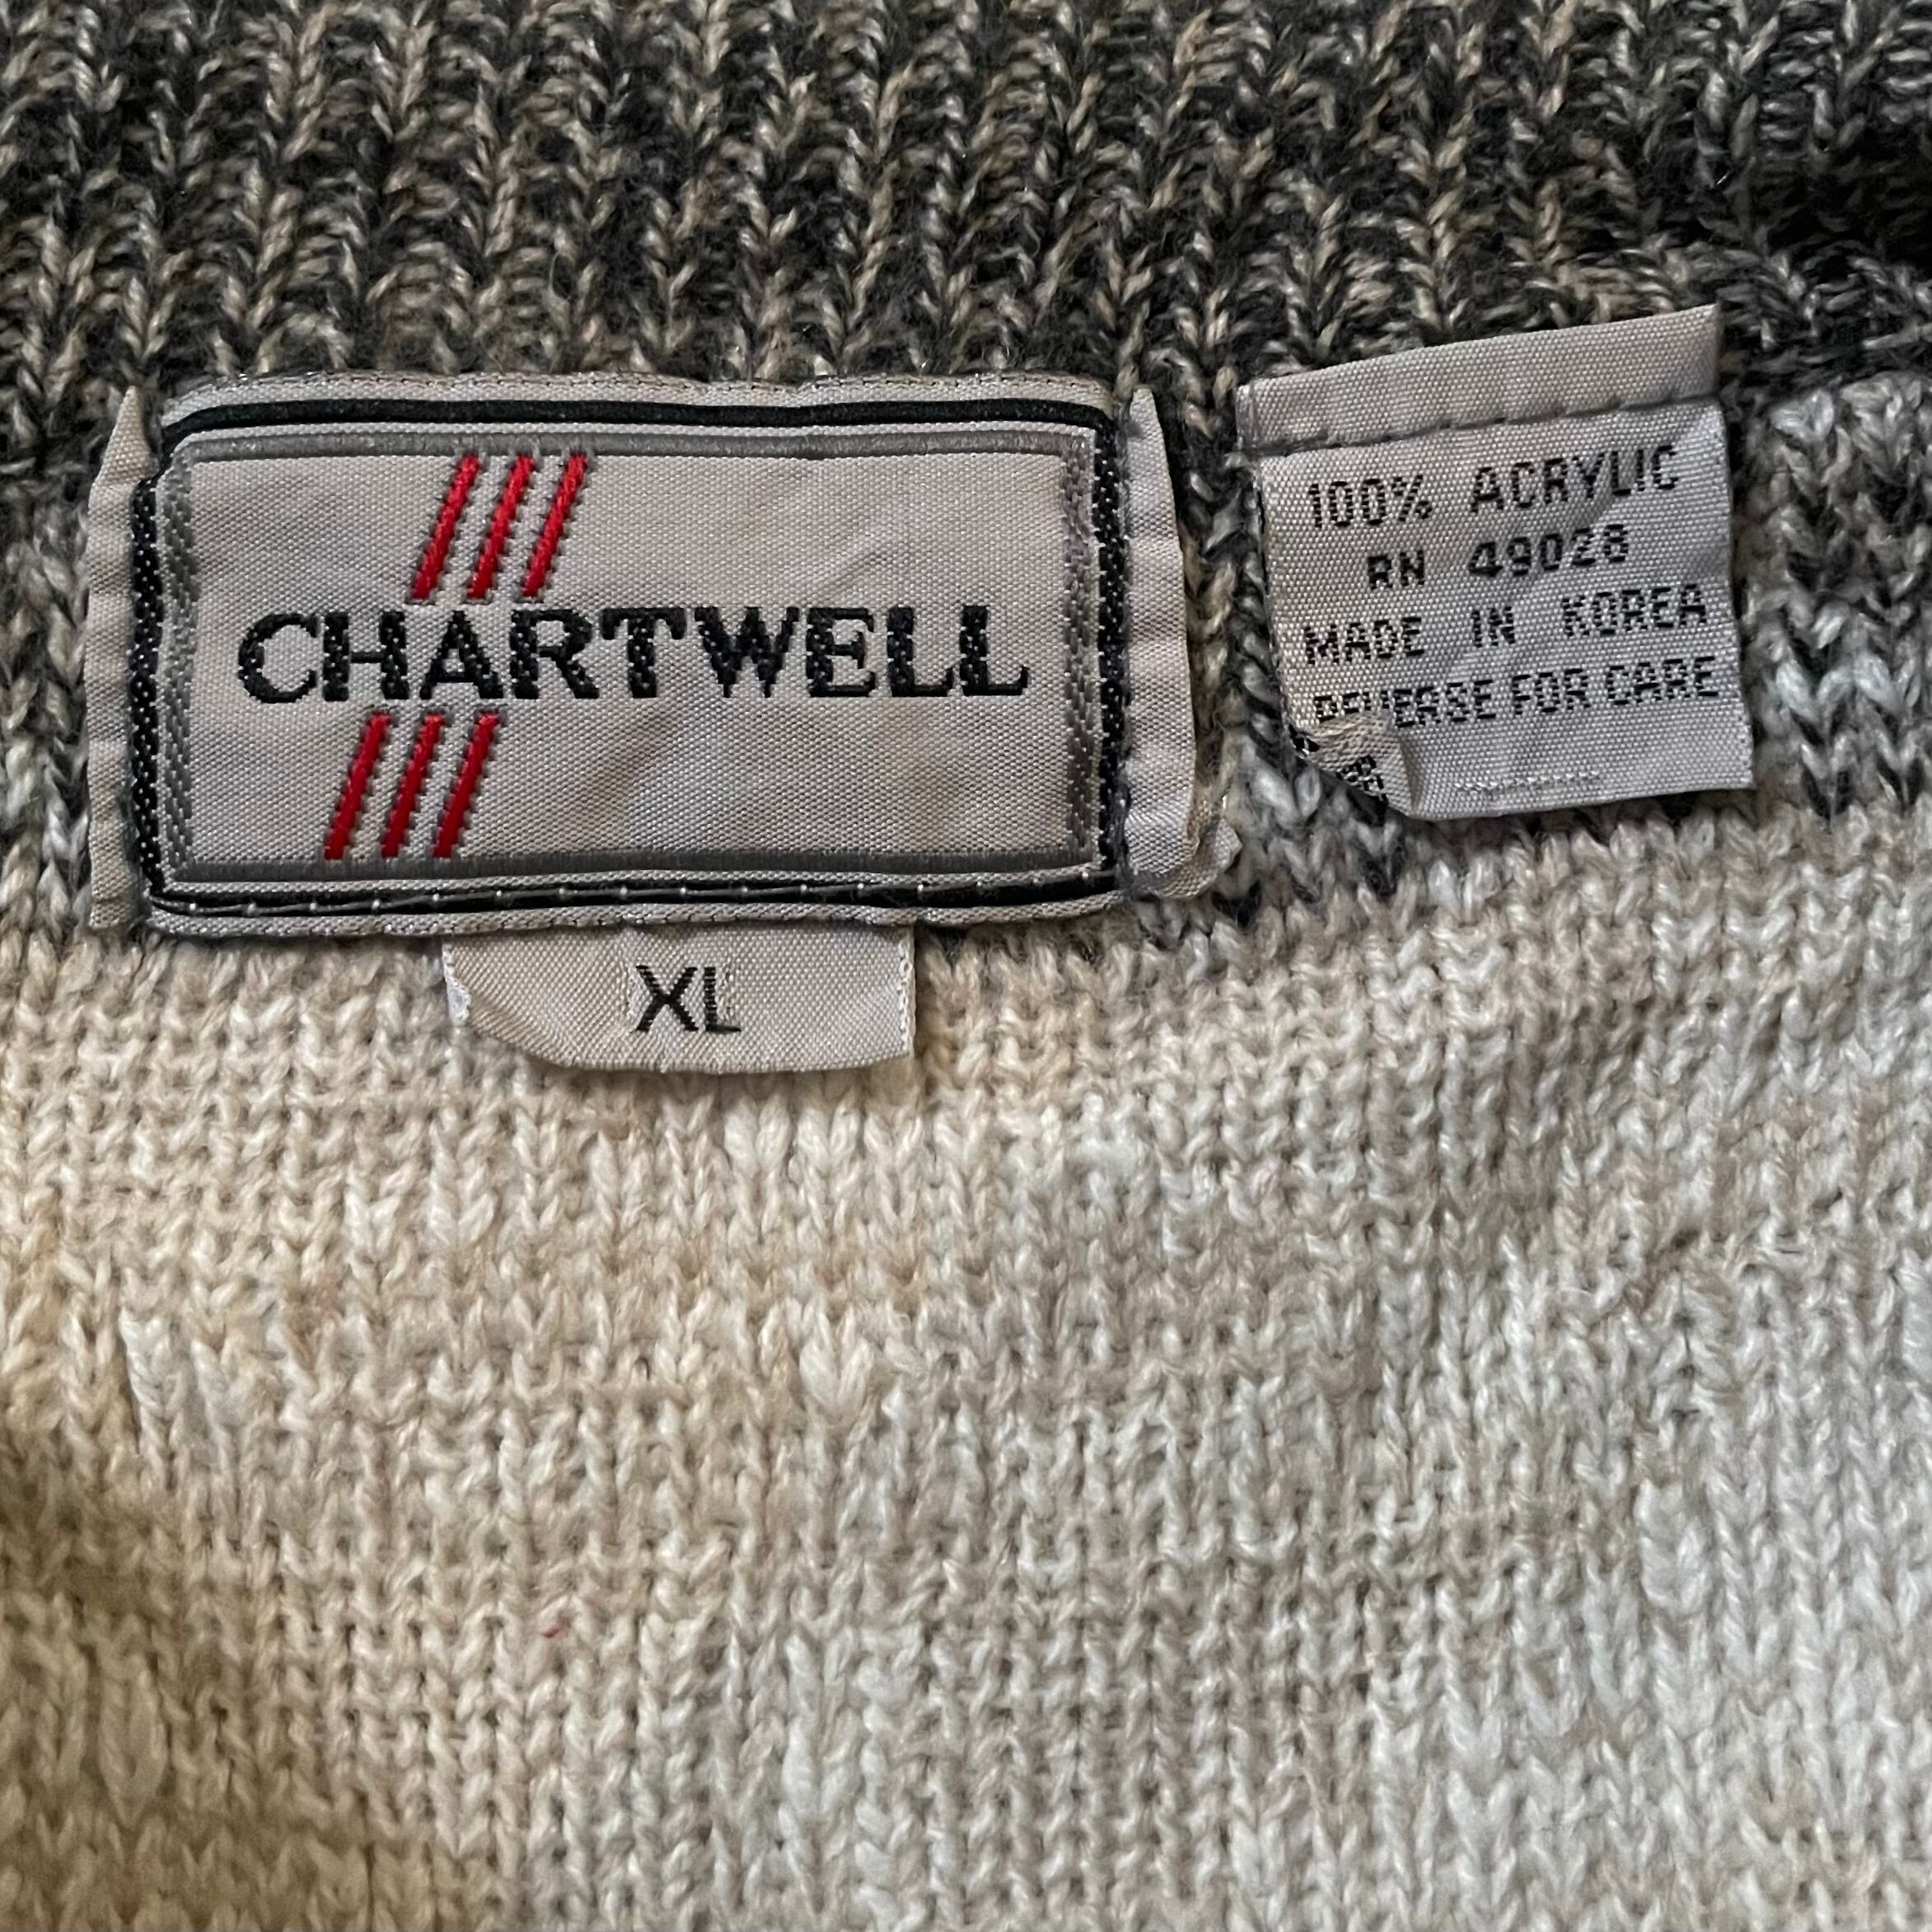 CHARTWELL
XL
100% ACRYLIC
RN 49028
MADE IN KOREA
REVERSE FOR CARE